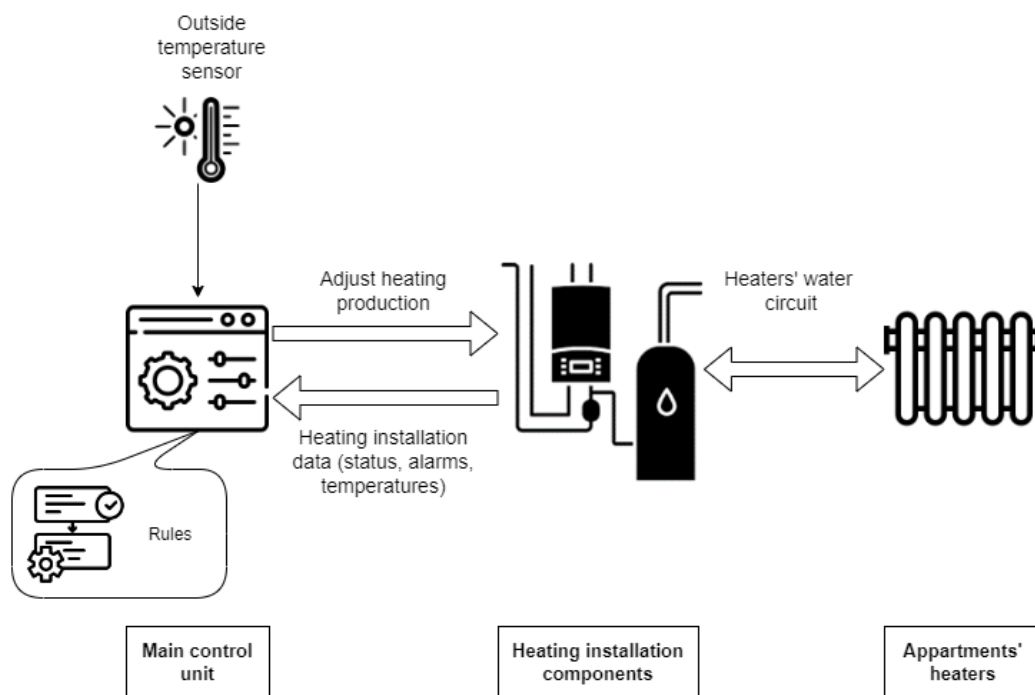 Outside
temperature
sensor
Adjust heating
production
Heaters' water
circuit
Heating installation
data (status, alarms,
temperatures)
Rules
Main control
unit
Heating installation
components
Appartments'
heaters